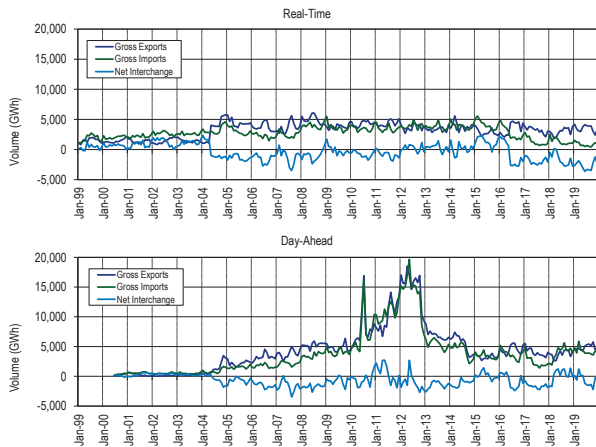 Real-Time
20,000
15,000
10,000
5,000
0
-5,000
Volume (GWh)
Gross Exports
Gross Imports
Net Interchange
Jan-99
Jan-00
Jan-01
Jan-02
Jan-03
Jan-04
Jan-05
Jan-06
Jan-07
Jan-08
Jan-09
Jan-10
Jan-11
Jan-12
Jan-13
Jan-14
Jan-15
Jan-16
Jan-17
Jan-18
Jan-19
Day-Ahead
20,000
15,000
10,000
5,000
0
-5,000
Volume (GWh)
Gross Exports
Gross Imports
Net Interchange
Jan-99
Jan-00
Jan-01
Jan-02
Jan-03
Jan-04
Jan-05
Jan-06
Jan-07
Jan-08
Jan-09
Jan-10
Jan-11
Jan-12
Jan-13
Jan-14
Jan-15
Jan-16
Jan-17
Jan-18
Jan-19